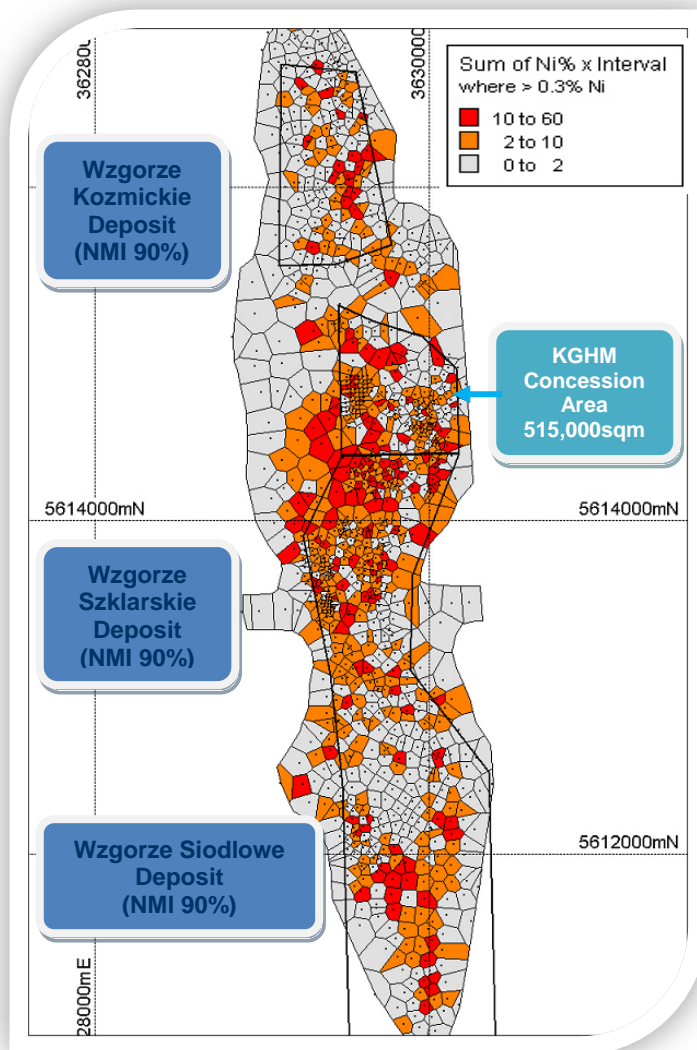 362800
3630000
Sum of Ni% x Interval
where > 0.3% Ni
10 to 60
2 to 10
0 to 2
Wzgorze
Kozmickie
Deposit
(NMI 90%)
KGHM
Concession
Area
515,000sqm
5614000mN
5614000mN
Wzgorze
Szklarskie
Deposit
(NMI 90%)
Wzgorze Siodlowe
Deposit
(NMI 90%)
5612000mN
28000mE